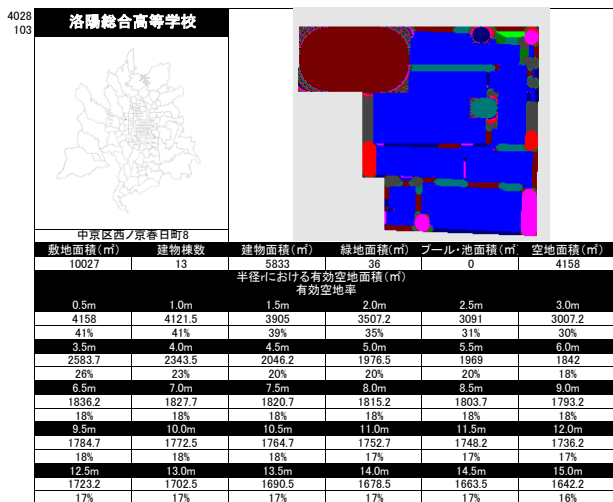 4028
103
洛陽総合高等学校
中京区西ノ京春日町8
敷地面積(㎡) 建物棟数 建物面積(㎡) 緑地面積(㎡) プール・池面積(㎡) 空地面積(㎡)
10027 13 5833 36 0 4158
半径rにおける有効空地面積(㎡)
有効空地率
0.5m 1.0m 1.5m 2.0m 2.5m 3.0m
4158 4121.5 3905 3507.2 3091 3007.2
41% 41% 39% 35% 31% 30%
3.5m 4.0m 4.5m 5.0m 5.5m 6.0m
2583.7 2343.5 2046.2 1976.5 1969 1842
26% 23% 20% 20% 20% 18%
6.5m 7.0m 7.5m 8.0m 8.5m 9.0m
1836.2 1827.7 1820.7 1815.2 1803.7 1793.2
18% 18% 18% 18% 18% 18%
9.5m 10.0m 10.5m 11.0m 11.5m 12.0m
1784.7 1772.5 1764.7 1752.7 1748.2 1736.2
18% 18% 18% 17% 17% 17%
12.5m 13.0m 13.5m 14.0m 14.5m 15.0m
1723.2 1702.5 1690.5 1678.5 1663.5 1642.2
17% 17% 17% 17% 17% 16%